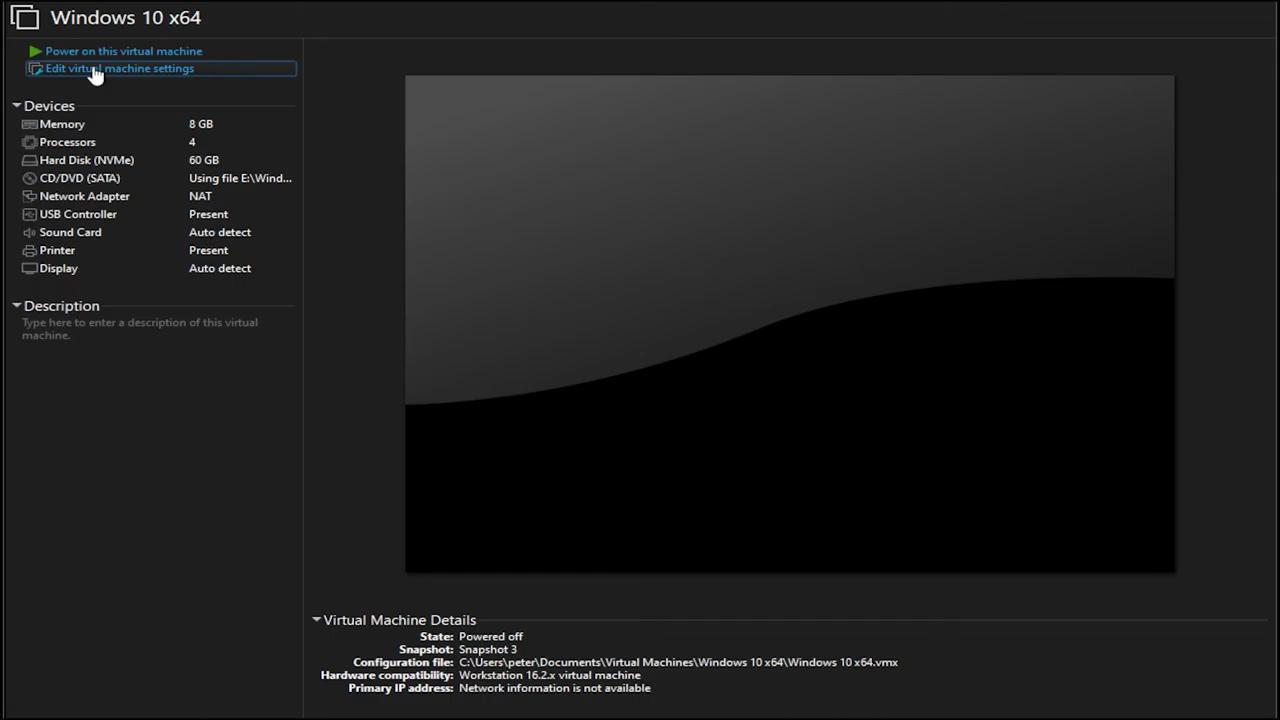 Windows 10 x64
Power on this virtual machine
Edit virtual machine settings
Devices
Memory 8 GB
Processors 4
Hard Disk (NVMe) 60 GB
CD/DVD (SATA) Using file E:\Wind...
Network Adapter NAT
USB Controller Present
Sound Card Auto detect
Printer Present
Display Auto detect
Description
Type here to enter a description of this virtual
machine.
Virtual Machine Details
State: Powered off
Snapshot: Snapshot 3
Configuration file: C:\Users\peter\Documents\Virtual Machines\Windows 10 x64\Windows 10 x64.vmx
Hardware compatibility: Workstation 16.2.x virtual machine
Primary IP address: Network information is not available